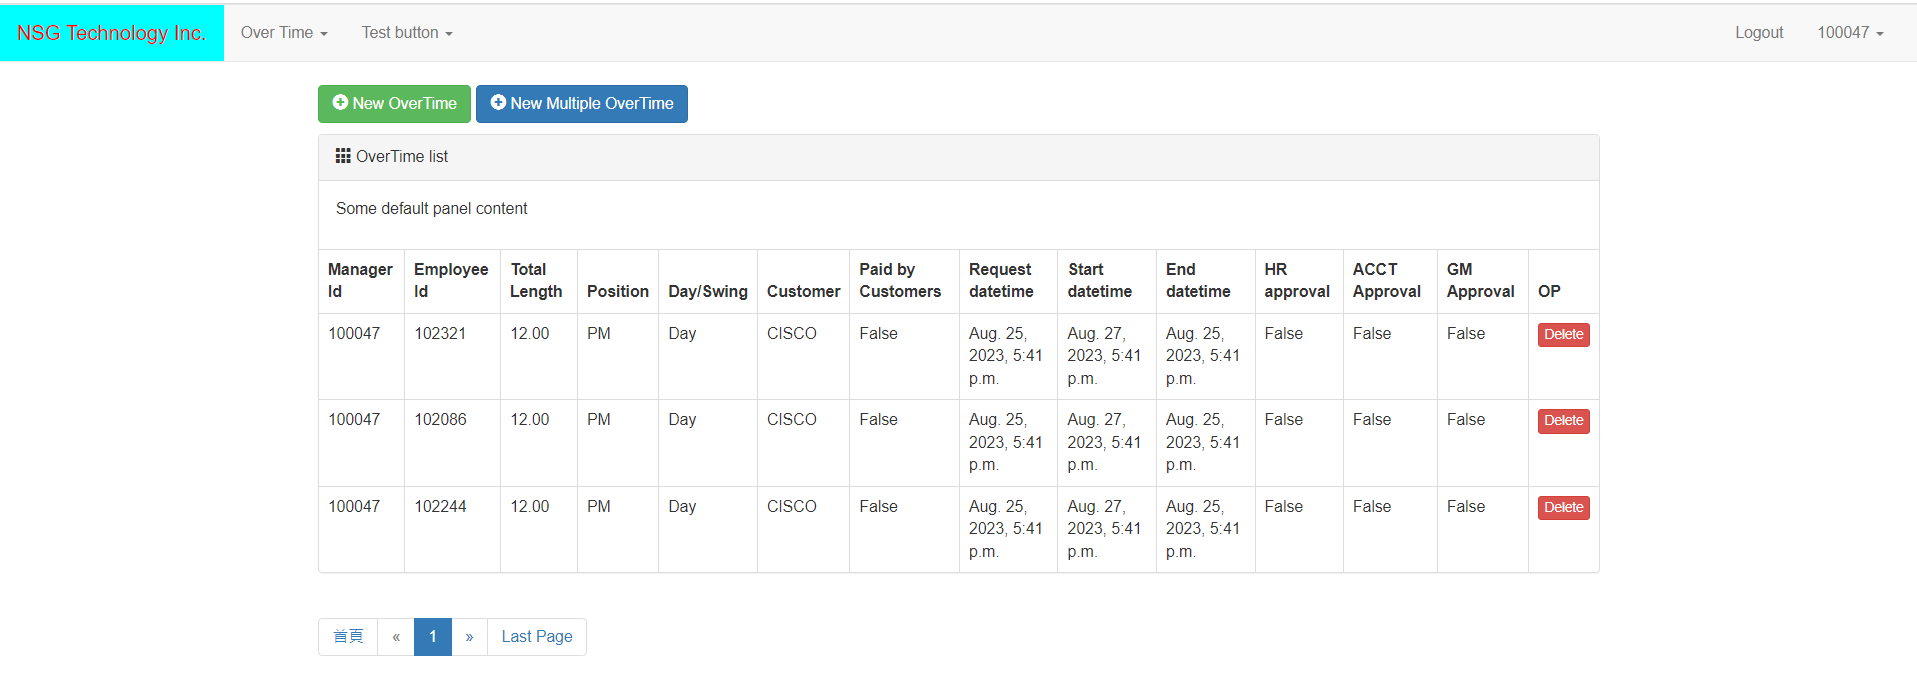 NSG Technology Inc. Over Time Test button Logout 100047
New OverTime New Multiple OverTime
OverTime list
Some default panel content
Manager Id Employee Id Total Length Position Day/Swing Customer Paid by Customers Request datetime Start datetime End datetime HR approval ACCT Approval GM Approval OP
100047 102321 12.00 PM Day CISCO False Aug. 25, 2023, 5:41 p.m. Aug. 27, 2023, 5:41 p.m. Aug. 25, 2023, 5:41 p.m. False False False Delete
100047 102086 12.00 PM Day CISCO False Aug. 25, 2023, 5:41 p.m. Aug. 27, 2023, 5:41 p.m. Aug. 25, 2023, 5:41 p.m. False False False Delete
100047 102244 12.00 PM Day CISCO False Aug. 25, 2023, 5:41 p.m. Aug. 27, 2023, 5:41 p.m. Aug. 25, 2023, 5:41 p.m. False False False Delete
首頁 « 1 » Last Page